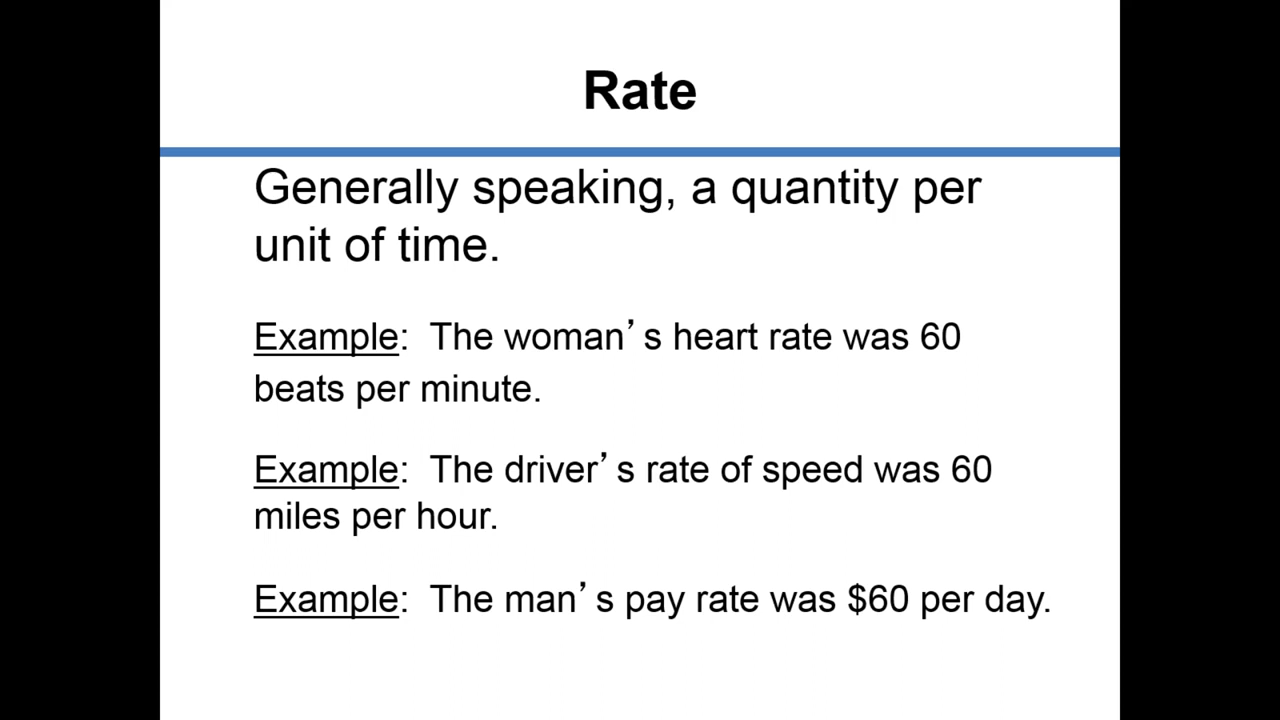 Rate
Generally speaking, a quantity per
unit of time.
Example:  The woman’s heart rate was 60
beats per minute.
Example:  The driver’s rate of speed was 60
miles per hour.
Example:  The man’s pay rate was $60 per day.